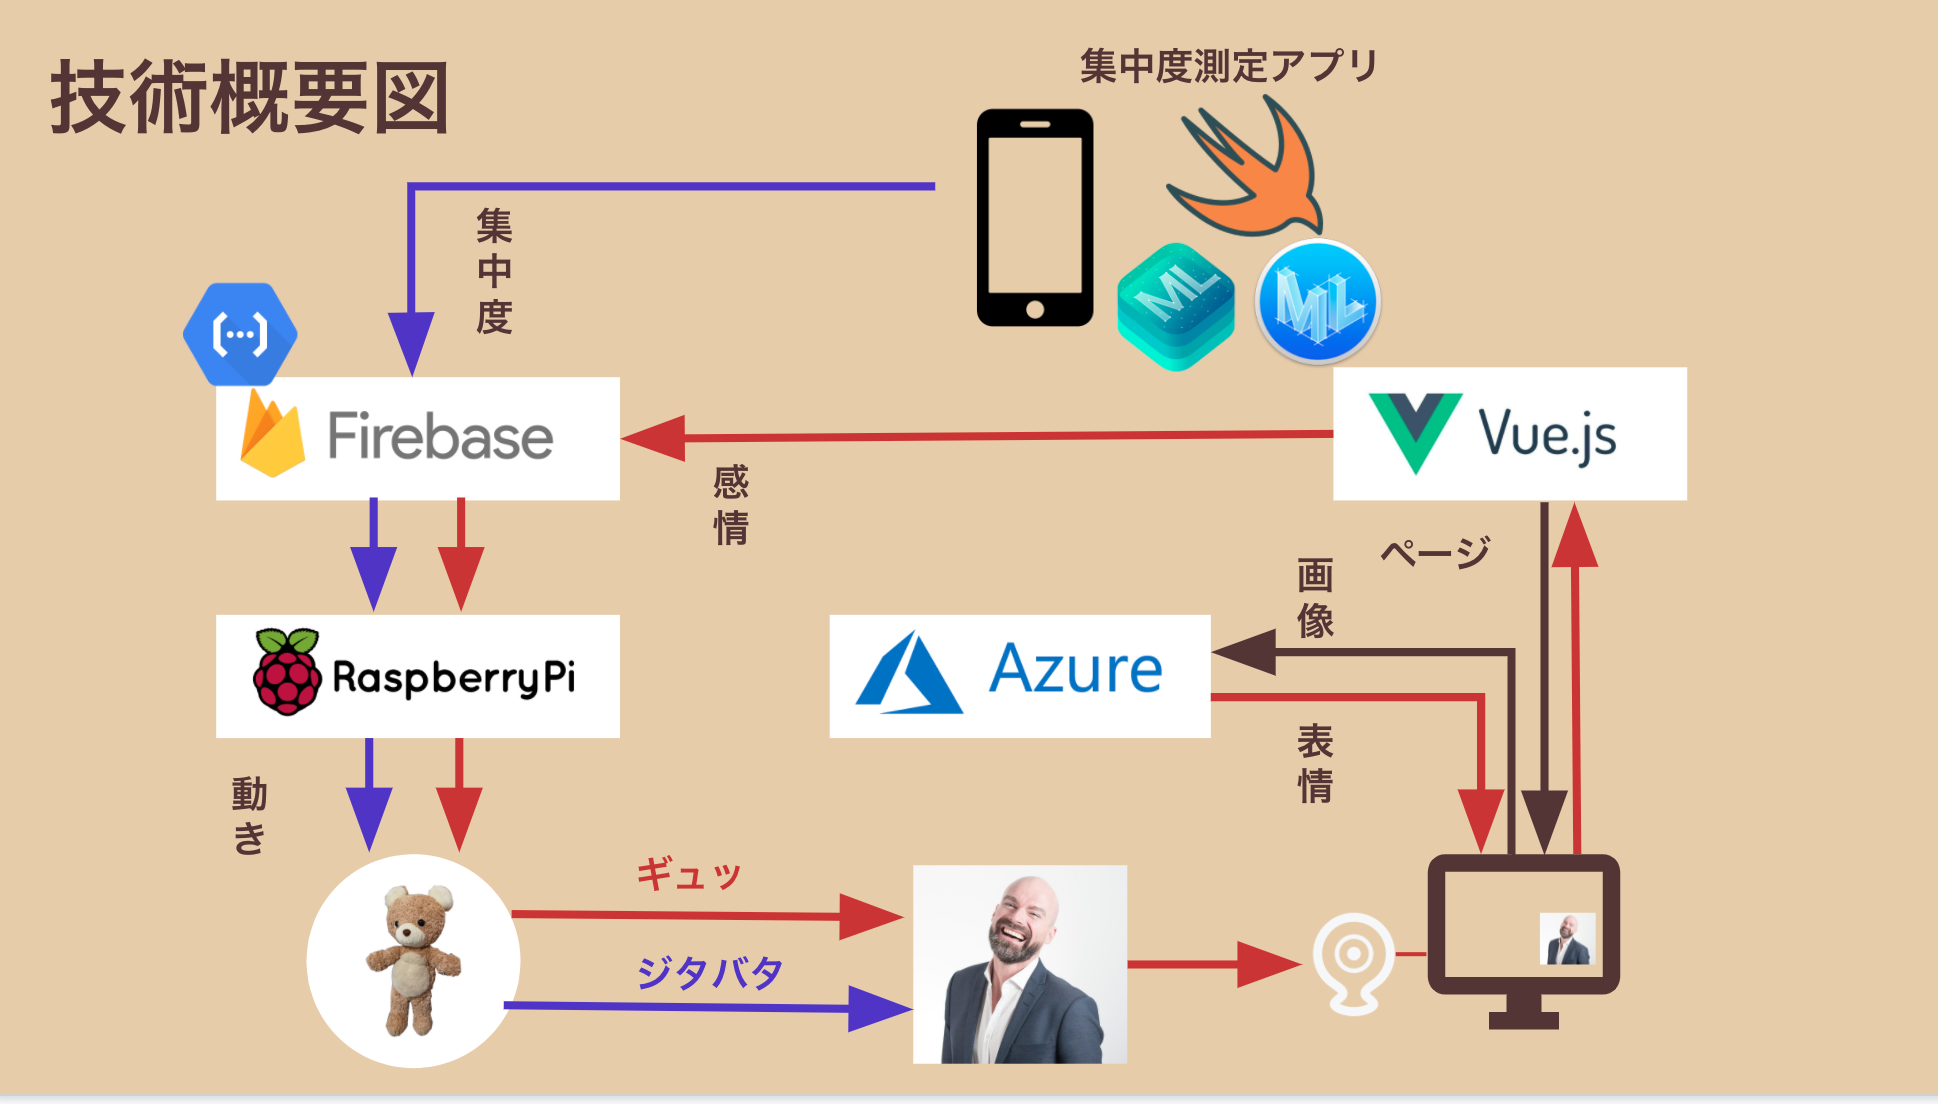 技術概要図
集中度測定アプリ
集中度
ML
ML
Firebase
Vue.js
感情
ページ
画像
RaspberryPi
Azure
表情
動き
ギュッ
ジタバタ